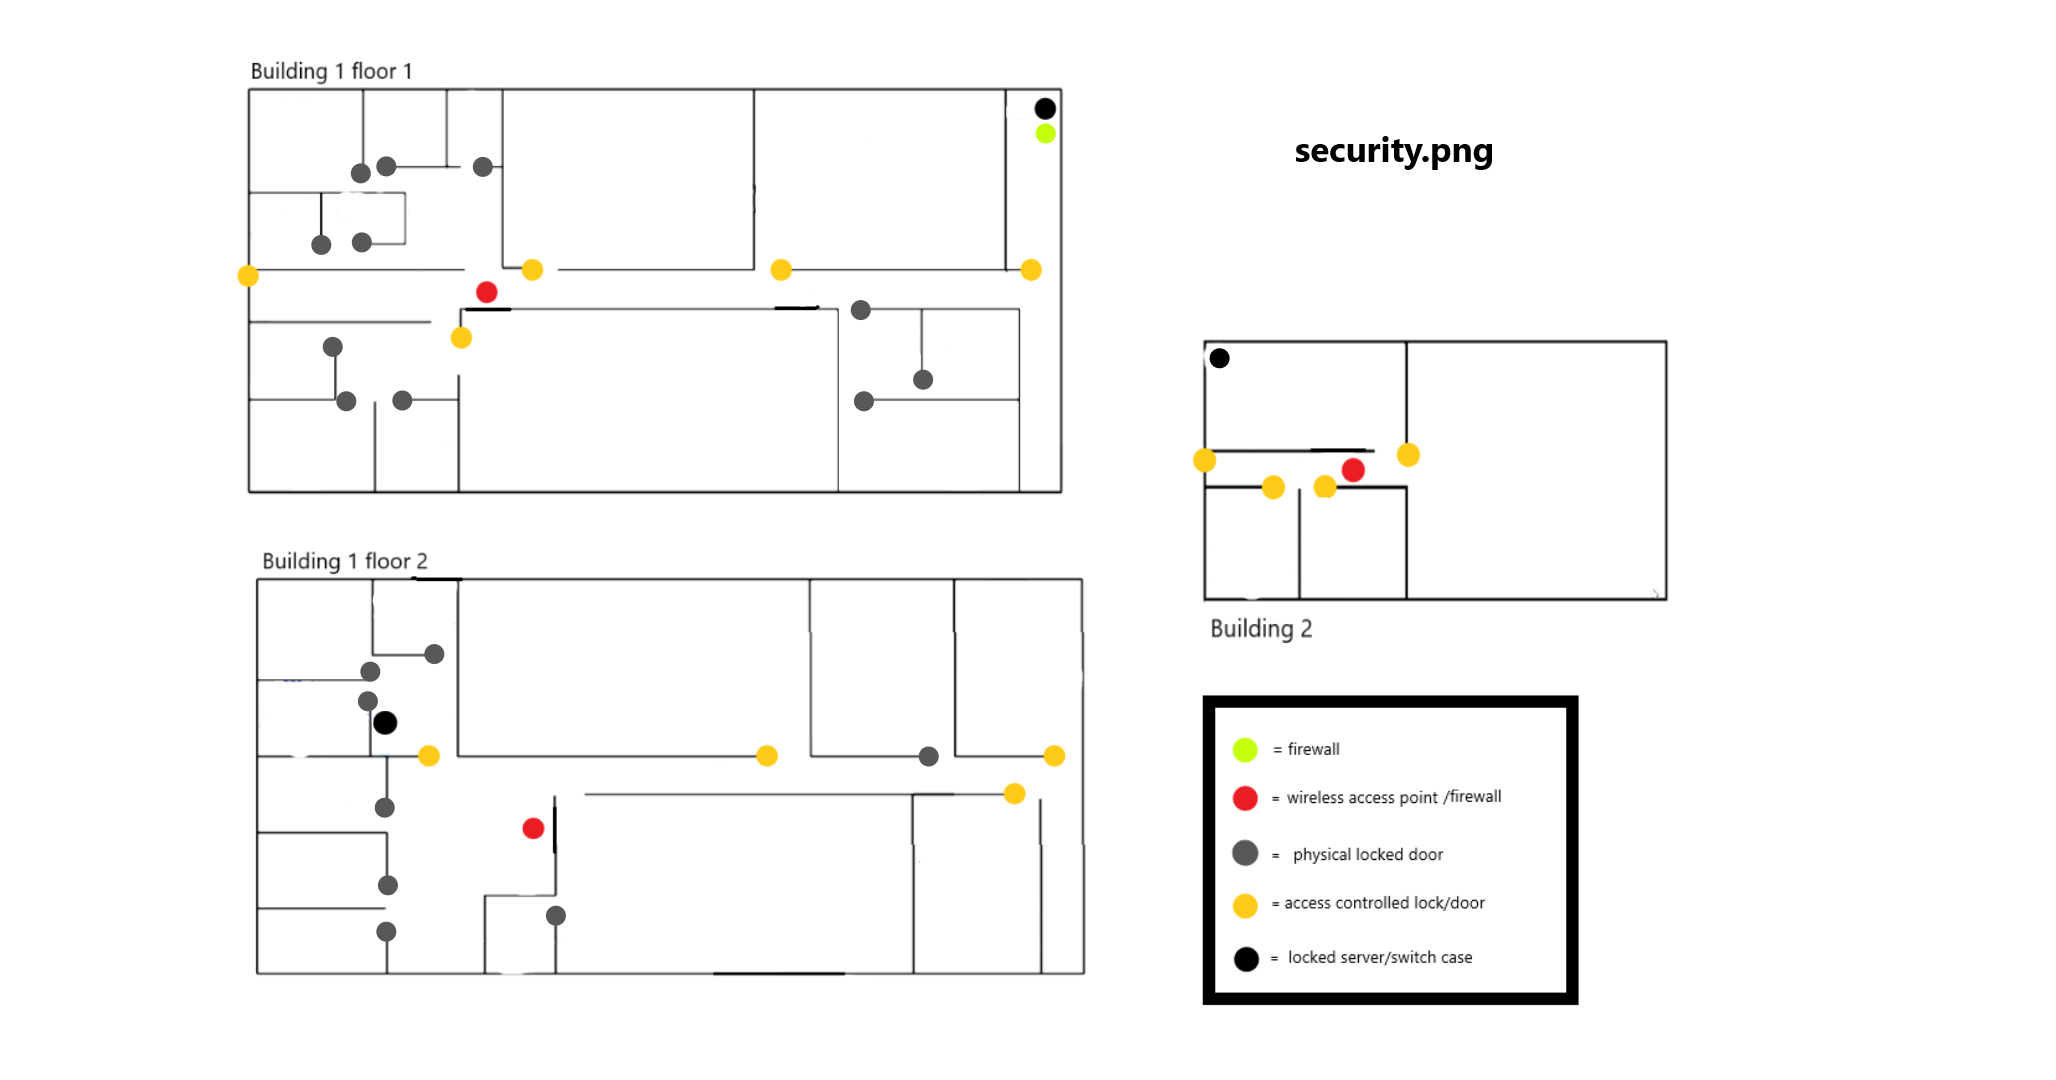 Building 1 floor 1
security.png
Building 1 floor 2
Building 2
= firewall
= wireless access point /firewall
= physical locked door
= access controlled lock/door
= locked server/switch case